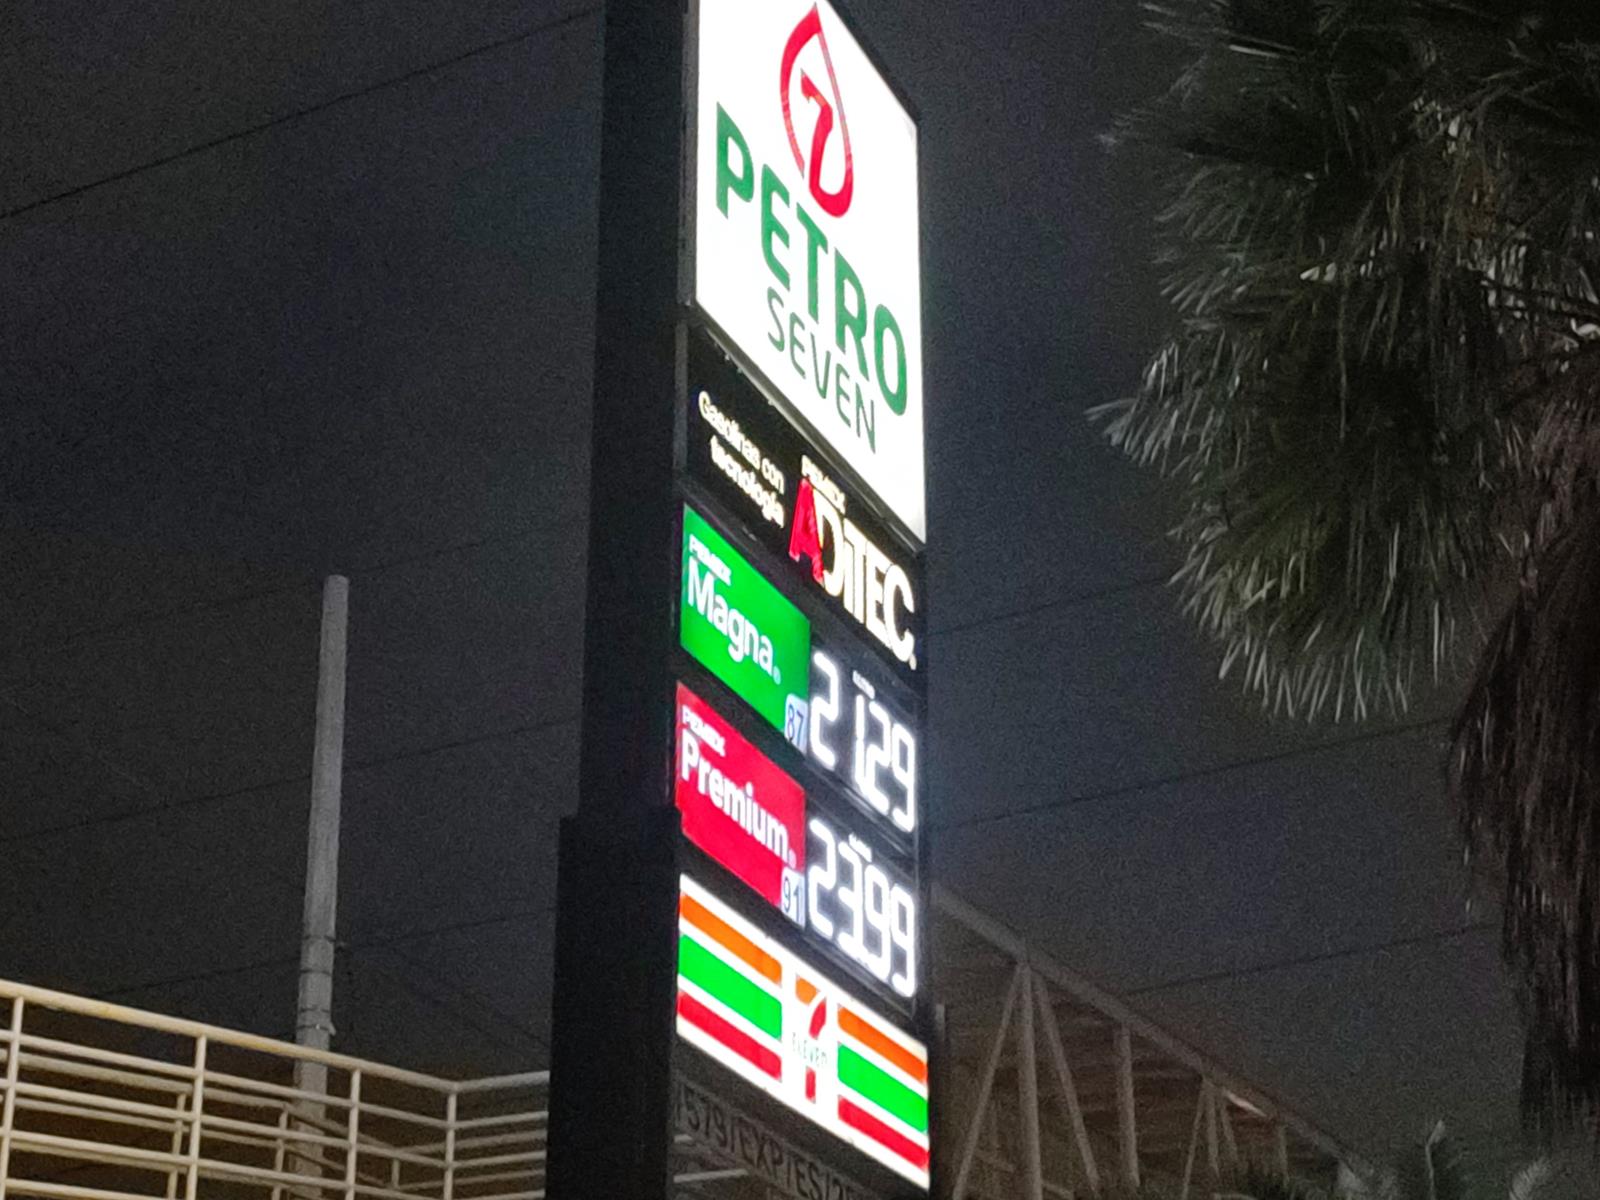 7
PETRO
SEVEN
Gasolinas con
tecnología
PEMEX
ADITEC
PEMEX
Magna
87
21.29
PEMEX
Premium
91
23.99
7
ELEVEN